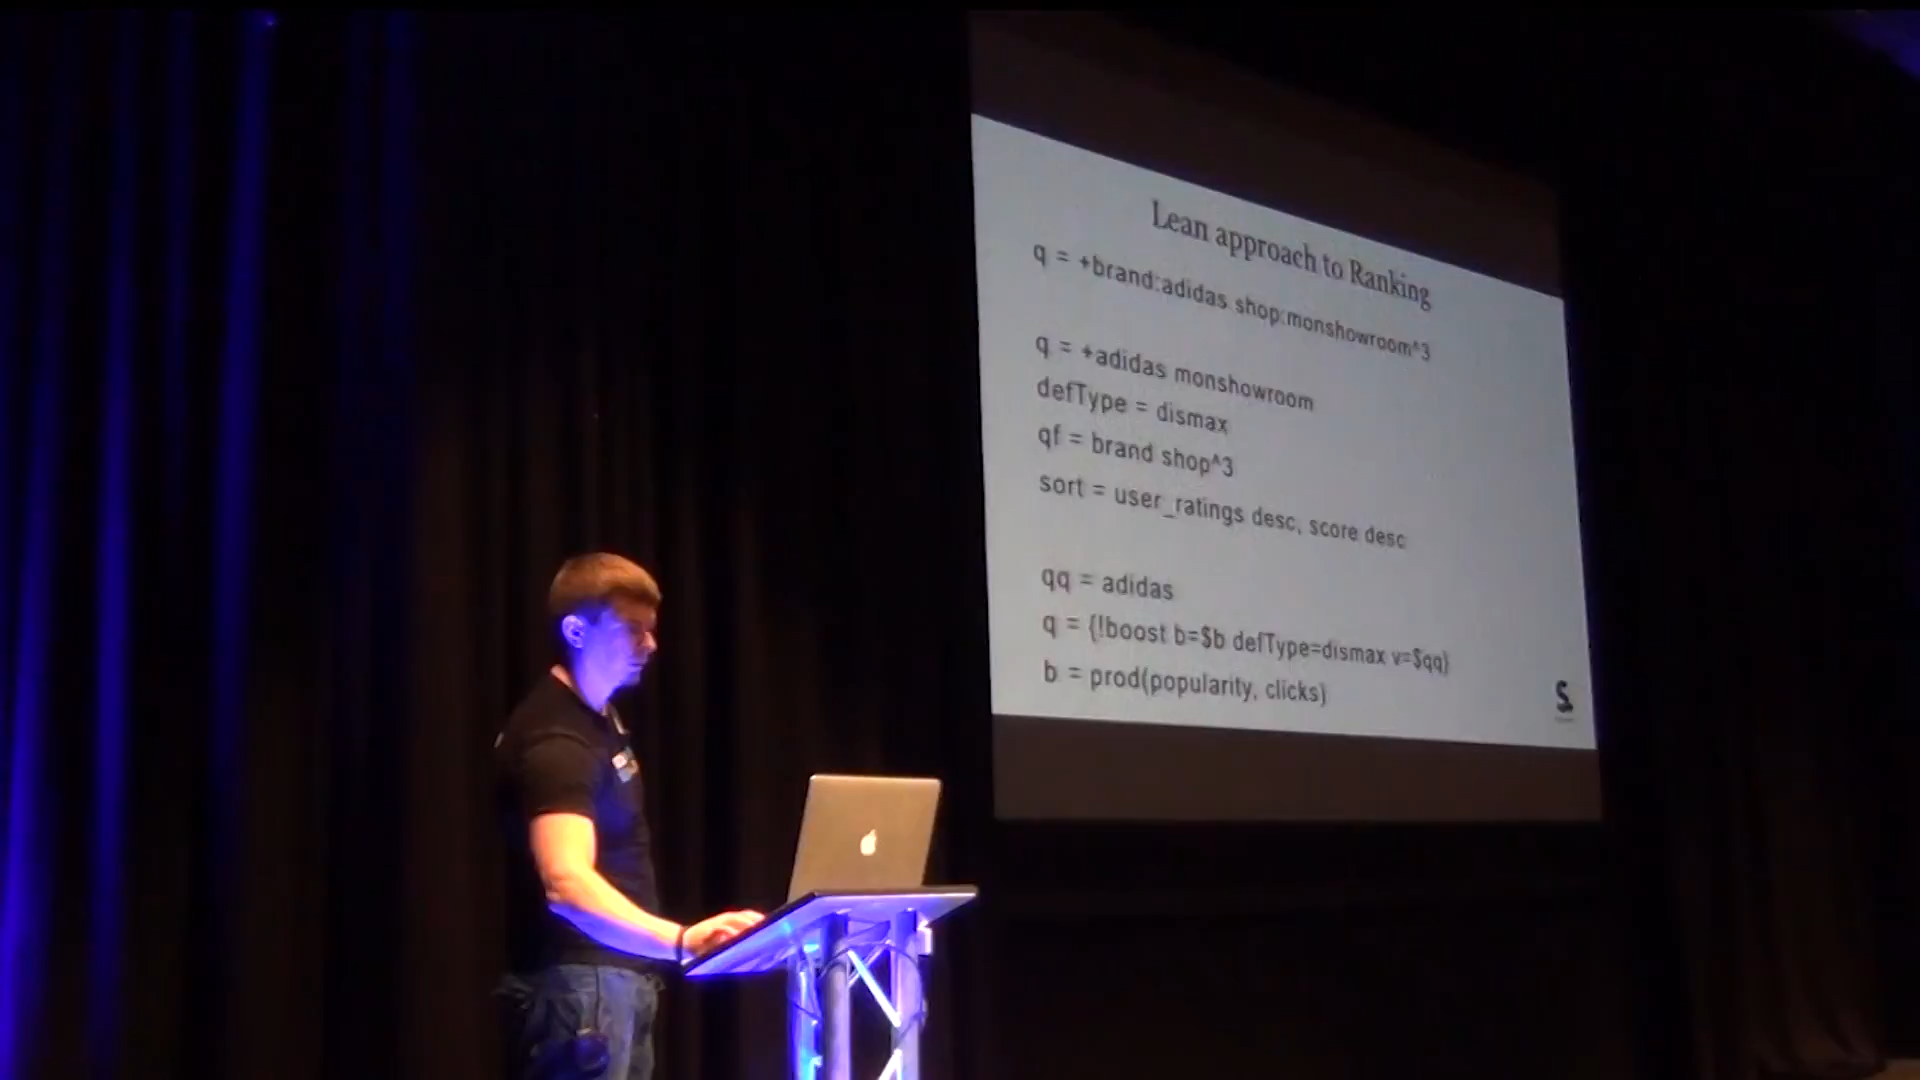 Lean approach to Ranking
q = +brand:adidas shop:monshowroom^3
q = +adidas monshowroom
defType = dismax
qf = brand shop^3
sort = user_ratings desc, score desc
qq = adidas
q = {!boost b=$b defType=dismax v=$qq}
b = prod(popularity, clicks)
S.